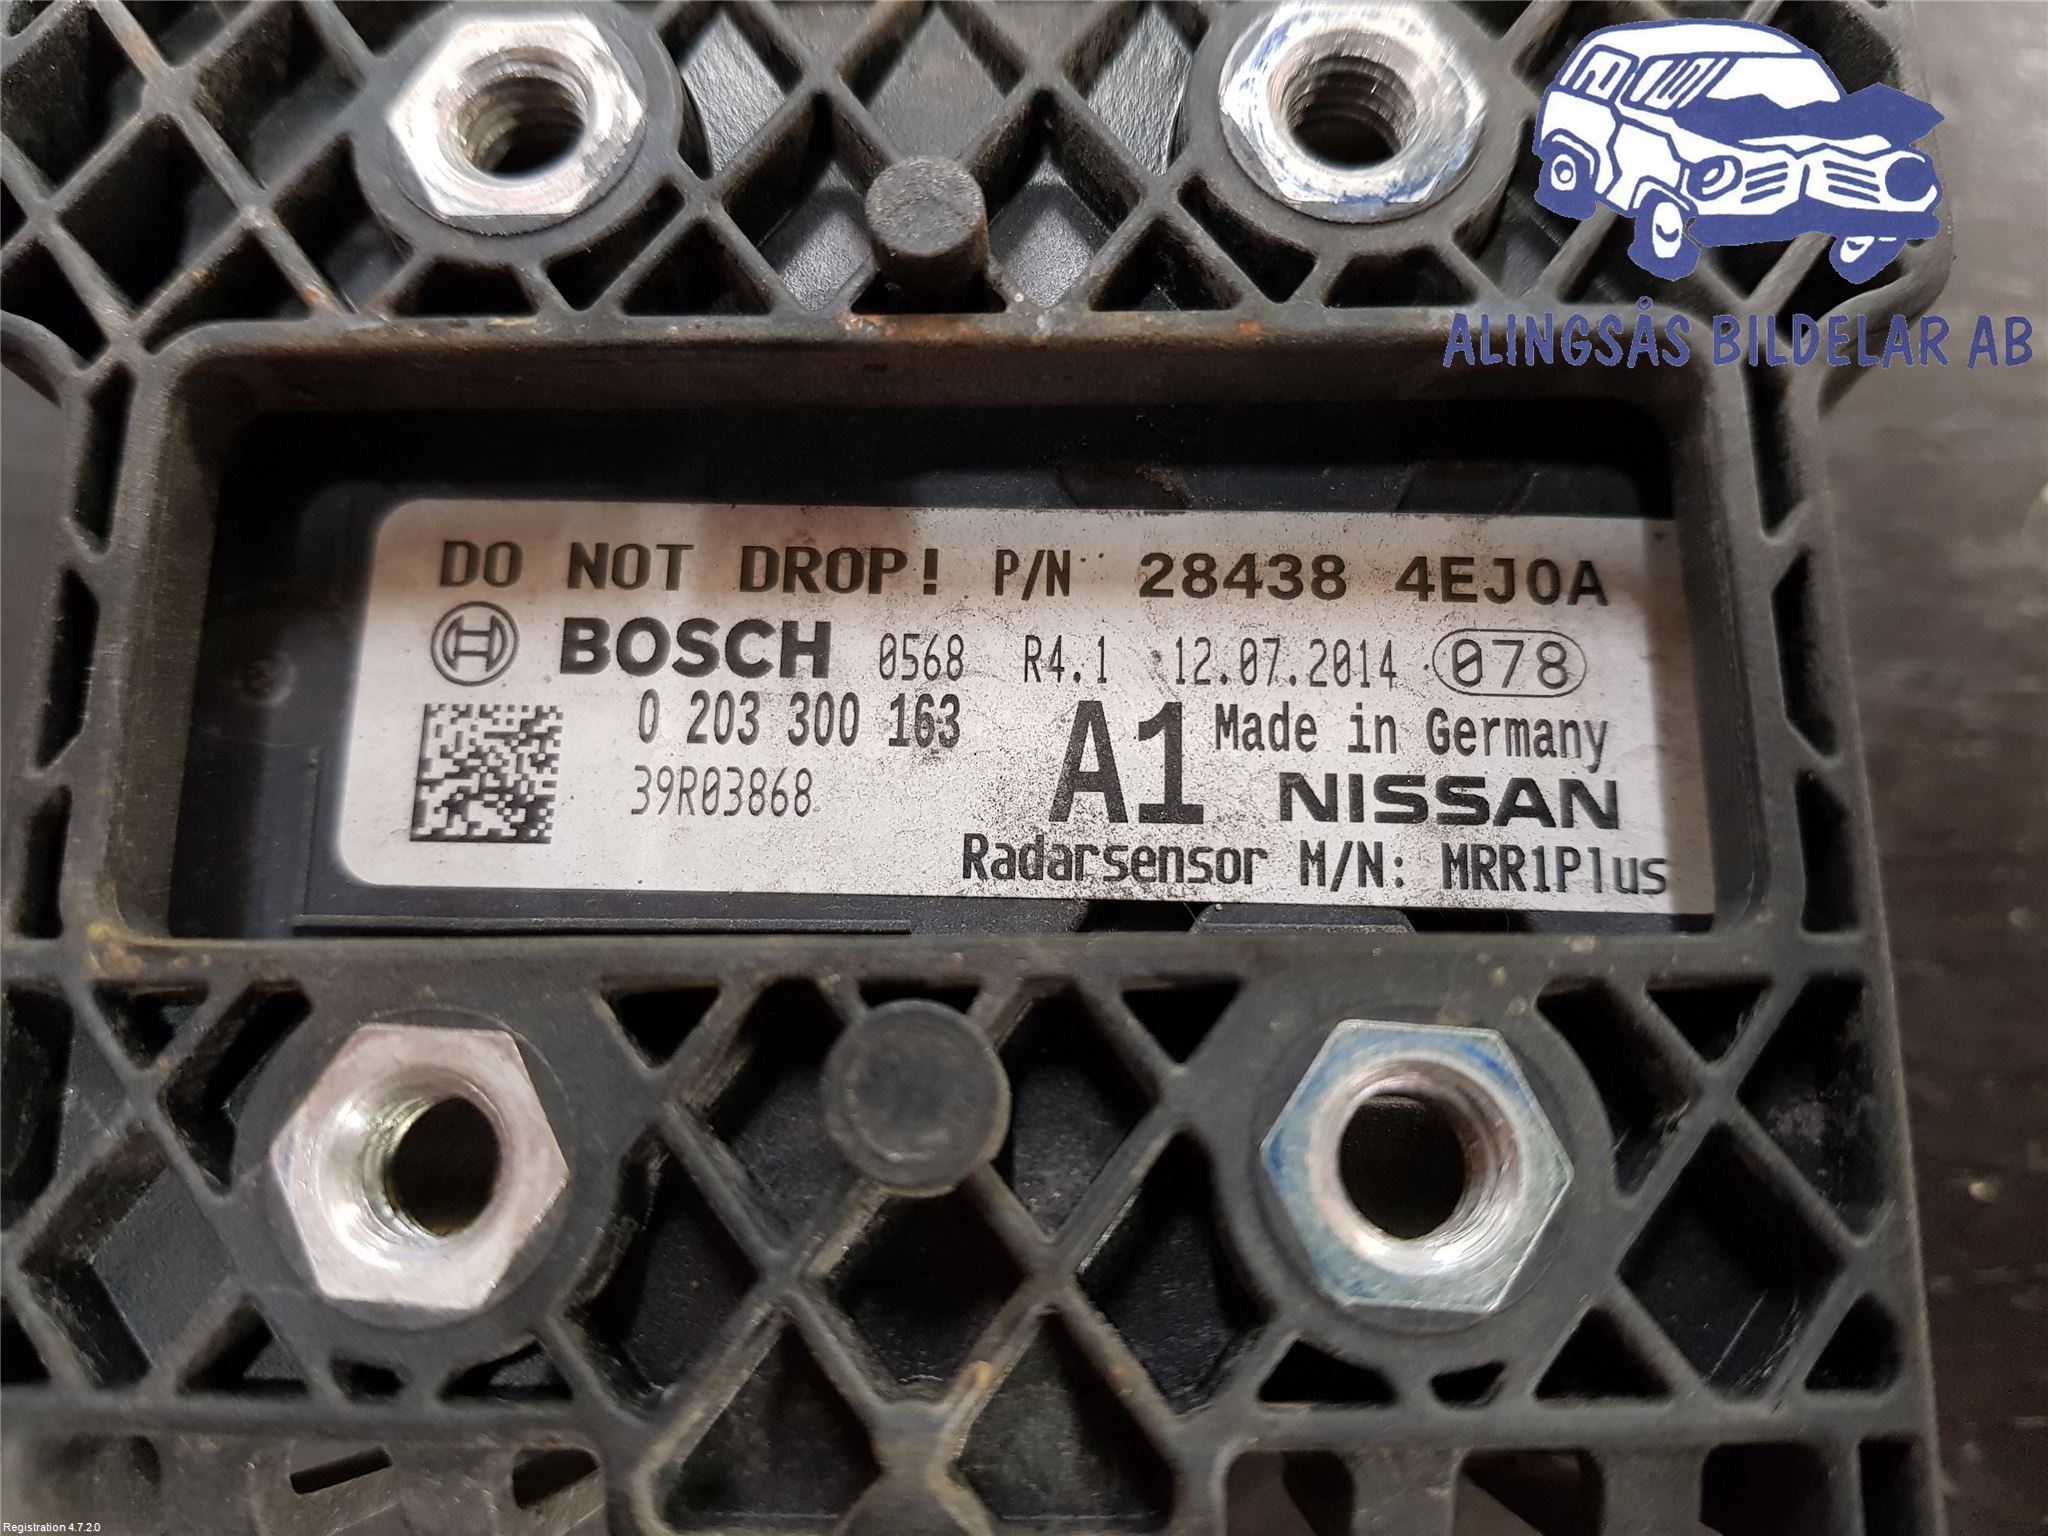 ALINGSÅS BILDELAR AB
DO NOT DROP! P/N 28438 4EJ0A
BOSCH 0568 R4.1 12.07.2014 078
0 203 300 163 A1 Made in Germany
39R03868 NISSAN
Radarsensor M/N: MRR1Plus
Registration 4.7.2.0